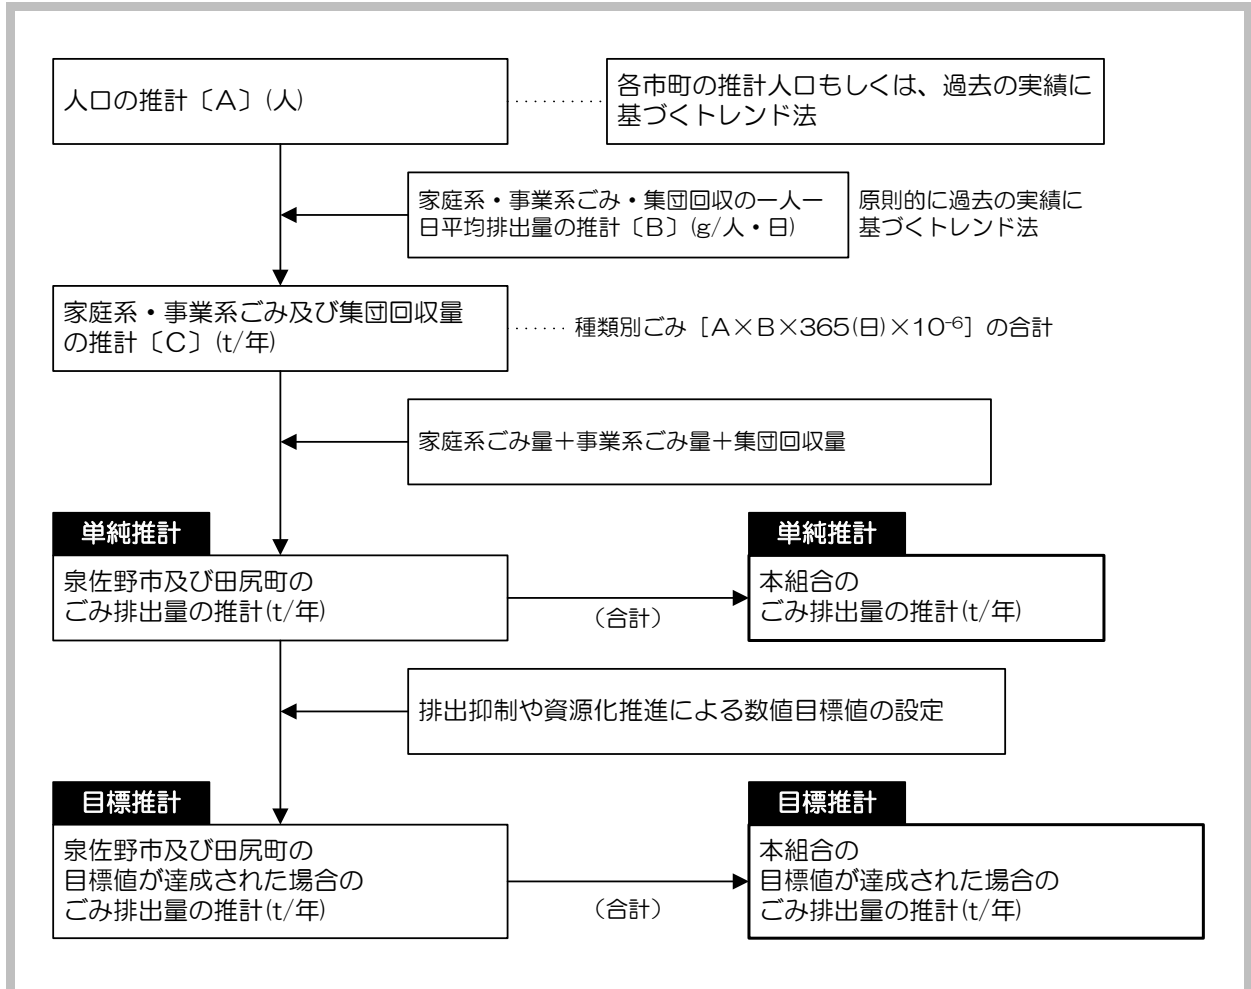 人口の推計〔A〕(人)
各市町の推計人口もしくは、過去の実績に
基づくトレンド法
家庭系・事業系ごみ・集団回収の一人一
日平均排出量の推計〔B〕(g/人・日)
原則的に過去の実績に
基づくトレンド法
家庭系・事業系ごみ及び集団回収量
の推計〔C〕(t/年)
種類別ごみ［A×B×365(日)×10⁻⁶］の合計
家庭系ごみ量＋事業系ごみ量＋集団回収量
単純推計
泉佐野市及び田尻町の
ごみ排出量の推計(t/年)
（合計）
単純推計
本組合の
ごみ排出量の推計(t/年)
排出抑制や資源化推進による数値目標値の設定
目標推計
泉佐野市及び田尻町の
目標値が達成された場合の
ごみ排出量の推計(t/年)
（合計）
目標推計
本組合の
目標値が達成された場合の
ごみ排出量の推計(t/年)